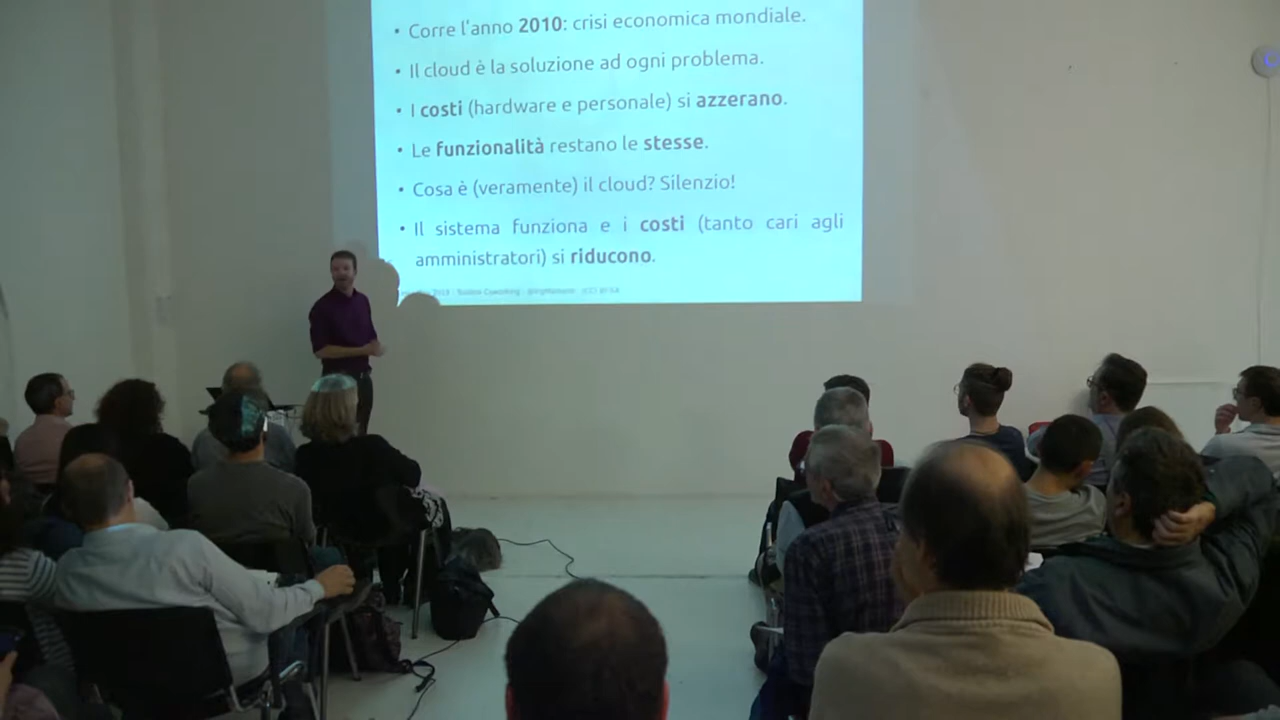 • Corre l'anno 2010: crisi economica mondiale.
• Il cloud è la soluzione ad ogni problema.
• I costi (hardware e personale) si azzerano.
• Le funzionalità restano le stesse.
• Cosa è (veramente) il cloud? Silenzio!
• Il sistema funziona e i costi (tanto cari agli
amministratori) si riducono.